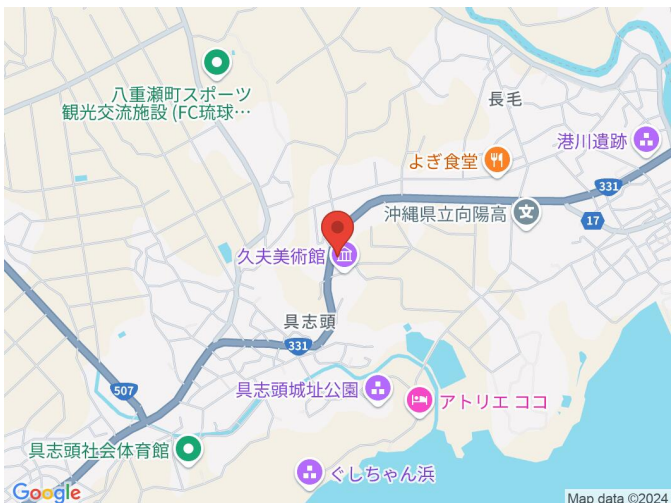 八重瀬町スポーツ
観光交流施設 (FC琉球…
長毛
港川遺跡
よぎ食堂
331
沖縄県立向陽高
17
久夫美術館
具志頭
331
507
具志頭城址公園
アトリエ ココ
具志頭社会体育館
ぐしちゃん浜
Google
Map data ©2024